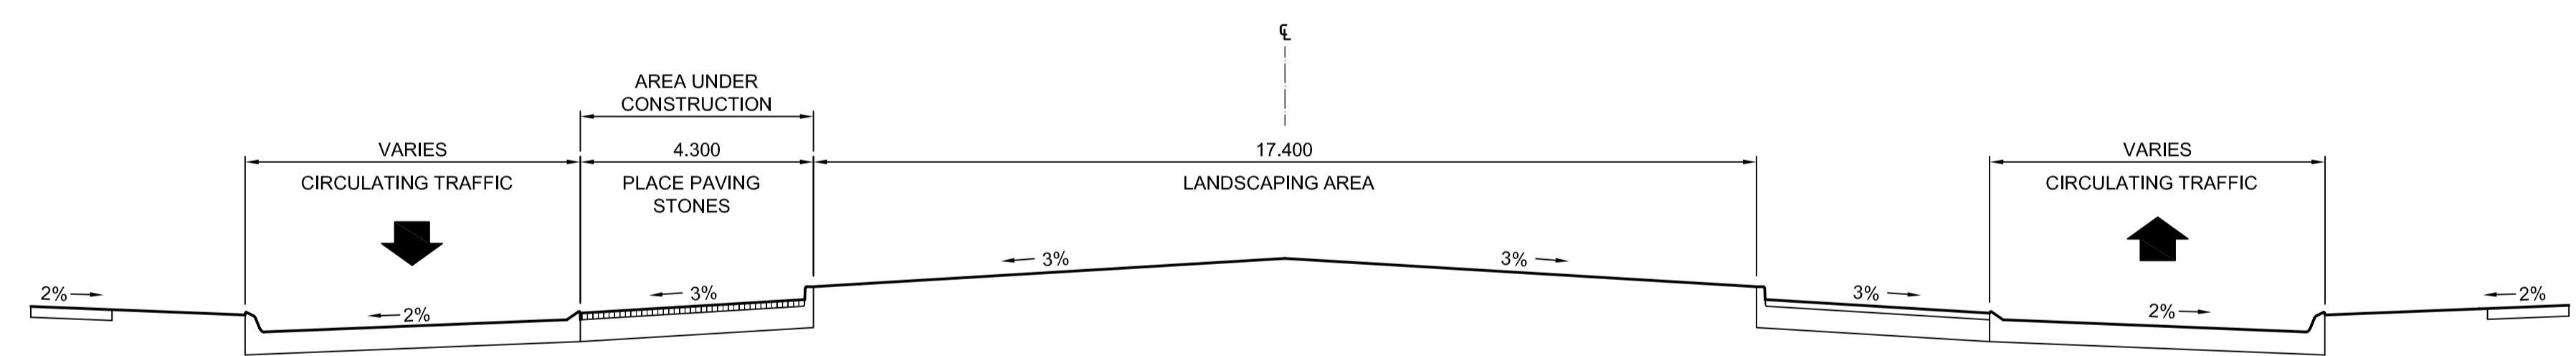 ℄
AREA UNDER
CONSTRUCTION
VARIES
4.300
17.400
VARIES
CIRCULATING TRAFFIC
PLACE PAVING
STONES
LANDSCAPING AREA
CIRCULATING TRAFFIC
3%
3%
2%
3%
3%
2%
2%
2%